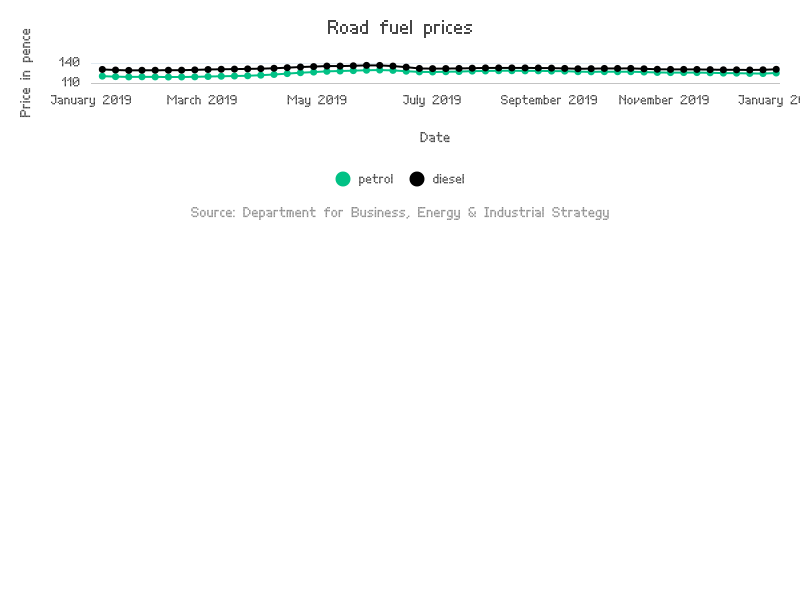 Road fuel prices
Price in pence
140
110
January 2019 March 2019 May 2019 July 2019 September 2019 November 2019 January 20
Date
petrol diesel
Source: Department for Business, Energy & Industrial Strategy